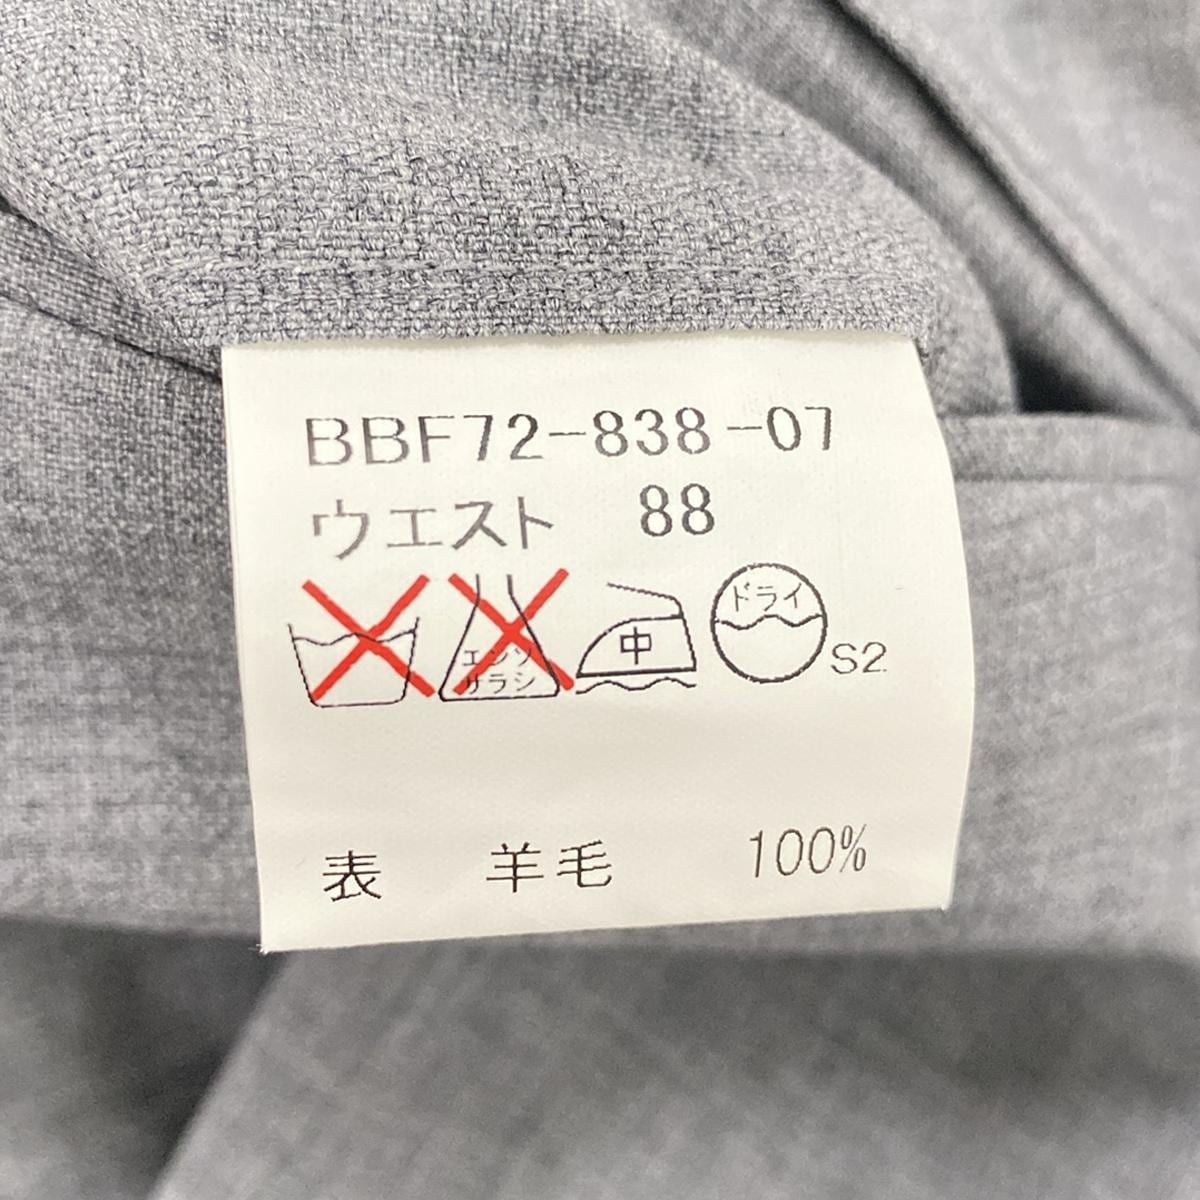 BBF72-838-07
ウエスト 88
エンソ サラシ 中 ドライ S2
表 羊毛 100%